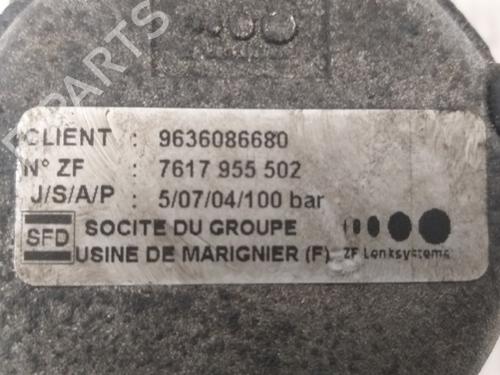 PARTS
CLIENT : 9636086680
N° ZF : 7617 955 502
J/S/A/P : 5/07/04/100 bar
SFD SOCITE DU GROUPE
USINE DE MARIGNIER (F) ZF Lenksysteme